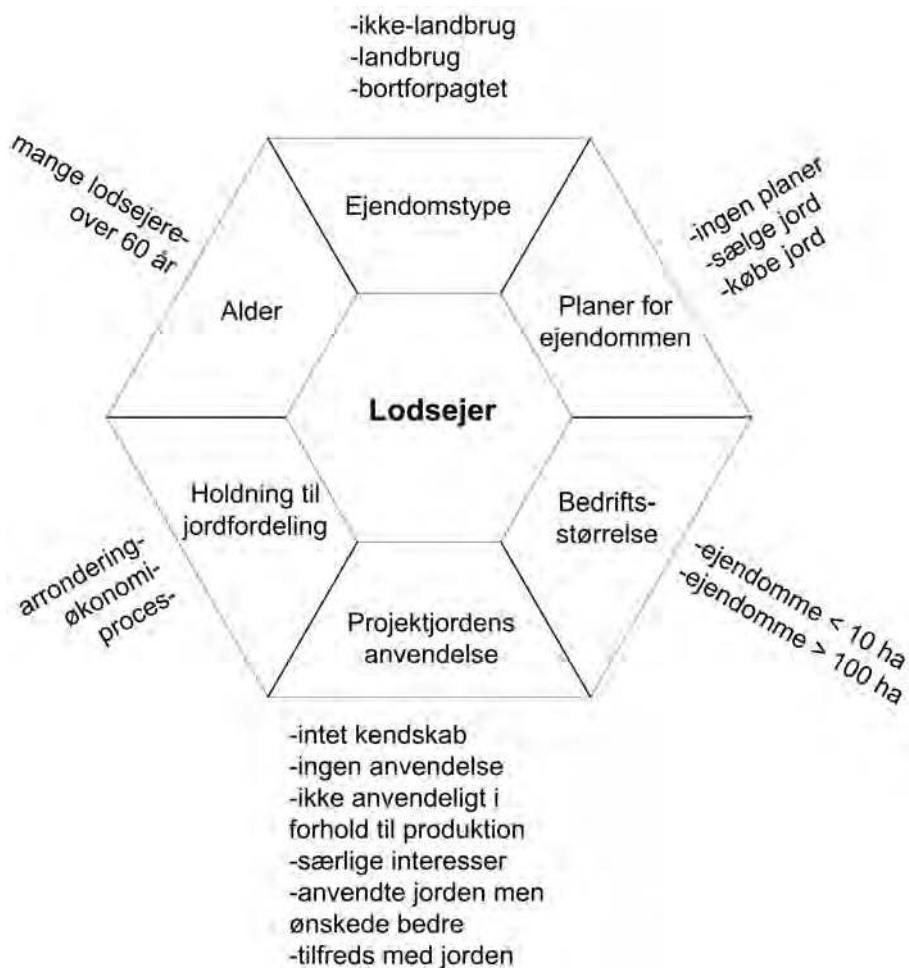 -ikke-landbrug
-landbrug
-bortforpagtet
mange lodsejere-
over 60 år
Ejendomstype
-ingen planer
-sælge jord
-købe jord
Alder
Planer for
ejendommen
Lodsejer
Holdning til
jordfordeling
Bedrifts-
størrelse
arrondering-
økonomi-
proces-
-ejendomme < 10 ha
-ejendomme > 100 ha
Projektjordens
anvendelse
-intet kendskab
-ingen anvendelse
-ikke anvendeligt i
forhold til produktion
-særlige interesser
-anvendte jorden men
ønskede bedre
-tilfreds med jorden